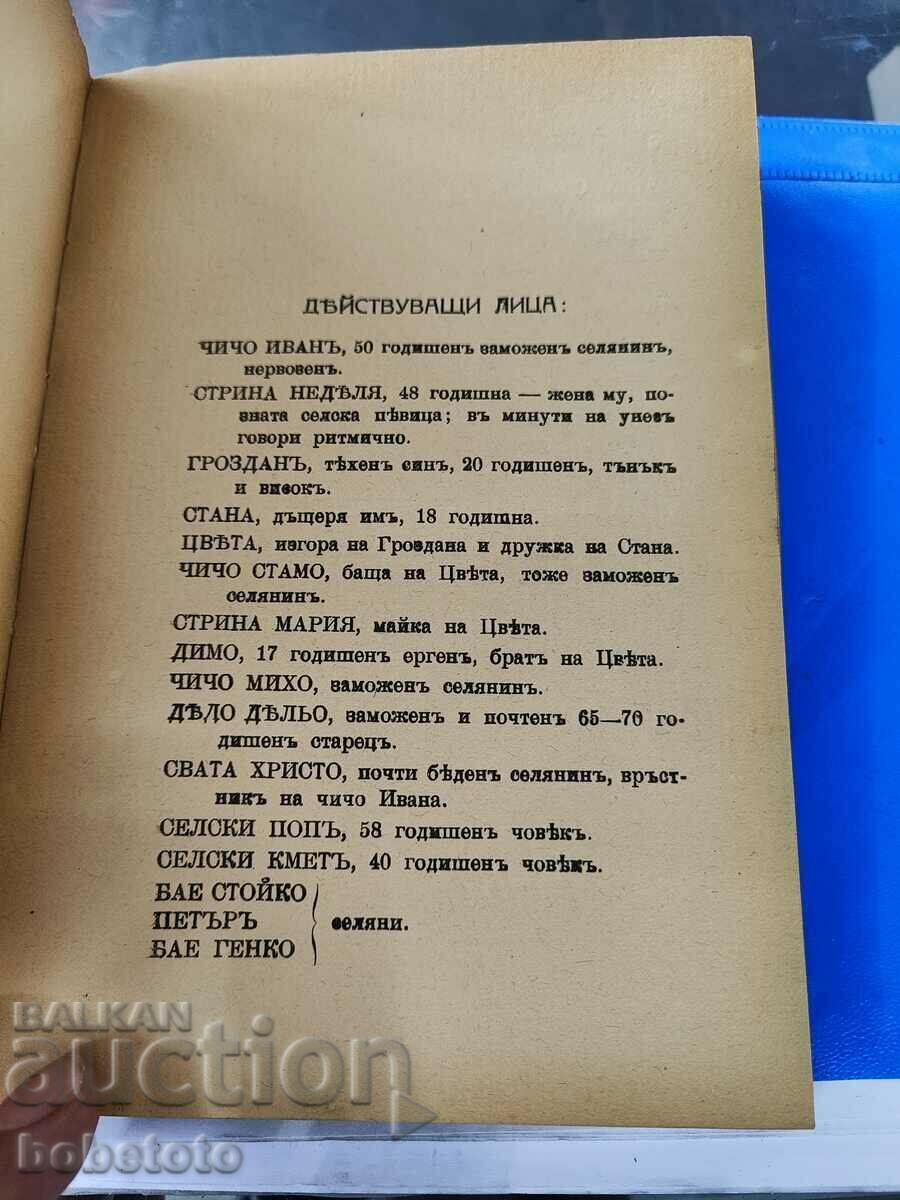 ДѢЙСТВУВАЩИ ЛИЦА:
ЧИЧО ИВАНЪ, 50 годишенъ заможенъ селянинъ,
нервовенъ.
СТРИНА НЕДѢЛЯ, 48 годишна — жена му, по-
зната селска пѣвица; въ минути на унесъ
говори ритмично.
ГРОЗДАНЪ, тѣхенъ син, 20 годишенъ, тънъкъ
и високъ.
СТАНА, дъщеря имъ, 18 годишна.
ЦВѢТА, изгора на Гроздана и дружка на Стана.
ЧИЧО СТАМО, баща на Цвѣта, тоже заможенъ
селянинъ.
СТРИНА МАРИЯ, майка на Цвѣта.
ДИМО, 17 годишенъ ергенъ, братъ на Цвѣта.
ЧИЧО МИХО, заможенъ селянинъ.
ДѢДО ДѢЛЬО, заможенъ и почтенъ 65—70 го-
дишенъ старецъ.
СВАТА ХРИСТО, почти бѣденъ селянинъ, връст-
никъ на чичо Ивана.
СЕЛСКИ ПОПЪ, 58 годишенъ човѣкъ.
СЕЛСКИ КМЕТЪ, 40 годишенъ човѣкъ.
БАЕ СТОЙКО
ПЕТЪРЪ селяни.
БАЕ ГЕНКО
BALKAN
auction
bobetoto